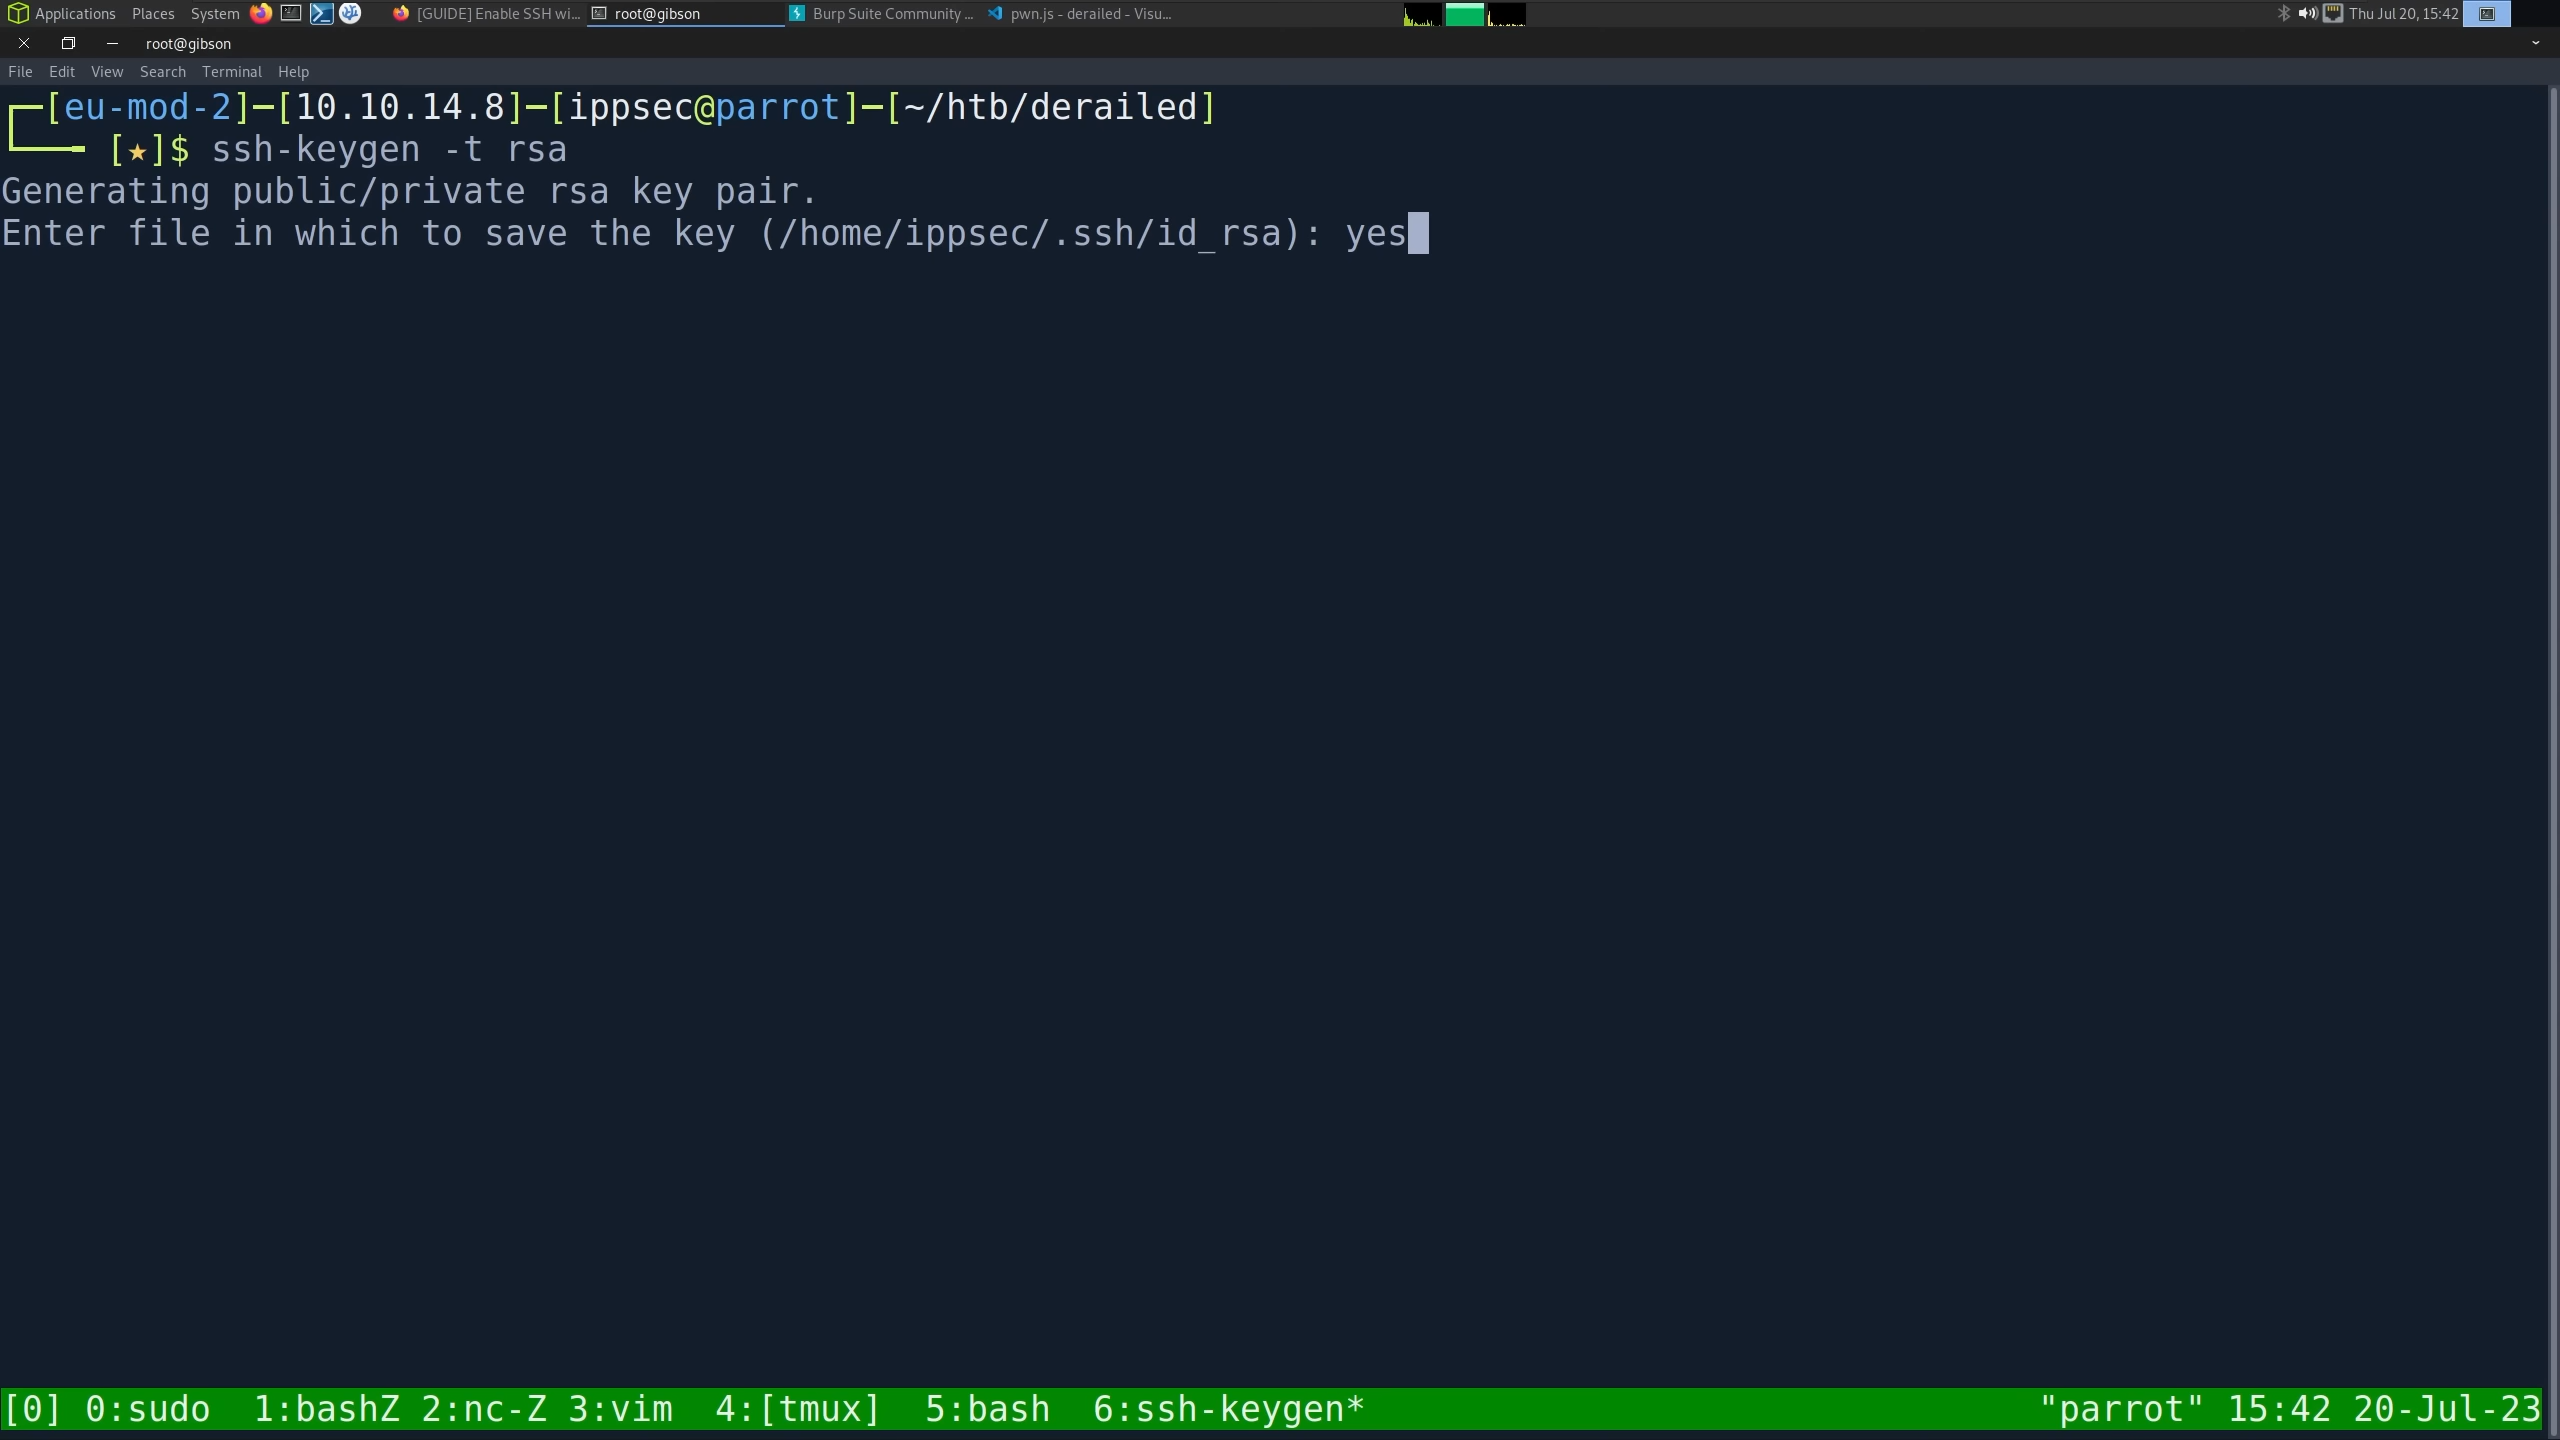 Applications Places System [GUIDE] Enable SSH wi... root@gibson Burp Suite Community ... pwn.js - derailed - Visu... Thu Jul 20, 15:42
root@gibson
File Edit View Search Terminal Help
┌─[eu-mod-2]─[10.10.14.8]─[ippsec@parrot]─[~/htb/derailed]
└──╼ [★]$ ssh-keygen -t rsa
Generating public/private rsa key pair.
Enter file in which to save the key (/home/ippsec/.ssh/id_rsa): yes
[0] 0:sudo 1:bashZ 2:nc-Z 3:vim 4:[tmux] 5:bash 6:ssh-keygen* "parrot" 15:42 20-Jul-23